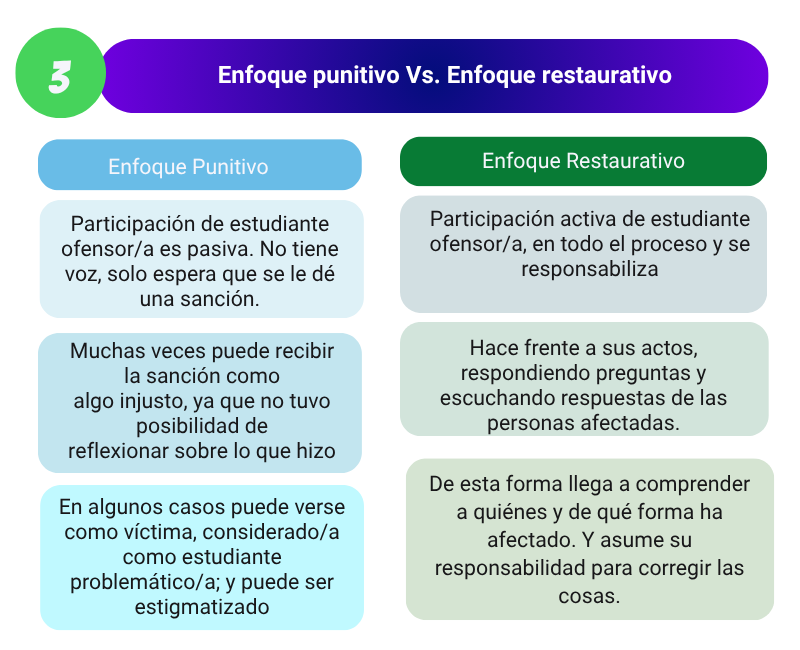 3
Enfoque punitivo Vs. Enfoque restaurativo
Enfoque Punitivo
Participación de estudiante
ofensor/a es pasiva. No tiene
voz, solo espera que se le dé
una sanción.
Muchas veces puede recibir
la sanción como
algo injusto, ya que no tuvo
posibilidad de
reflexionar sobre lo que hizo
En algunos casos puede verse
como víctima, considerado/a
como estudiante
problemático/a; y puede ser
estigmatizado
Enfoque Restaurativo
Participación activa de estudiante
ofensor/a, en todo el proceso y se
responsabiliza
Hace frente a sus actos,
respondiendo preguntas y
escuchando respuestas de las
personas afectadas.
De esta forma llega a comprender
a quiénes y de qué forma ha
afectado. Y asume su
responsabilidad para corregir las
cosas.